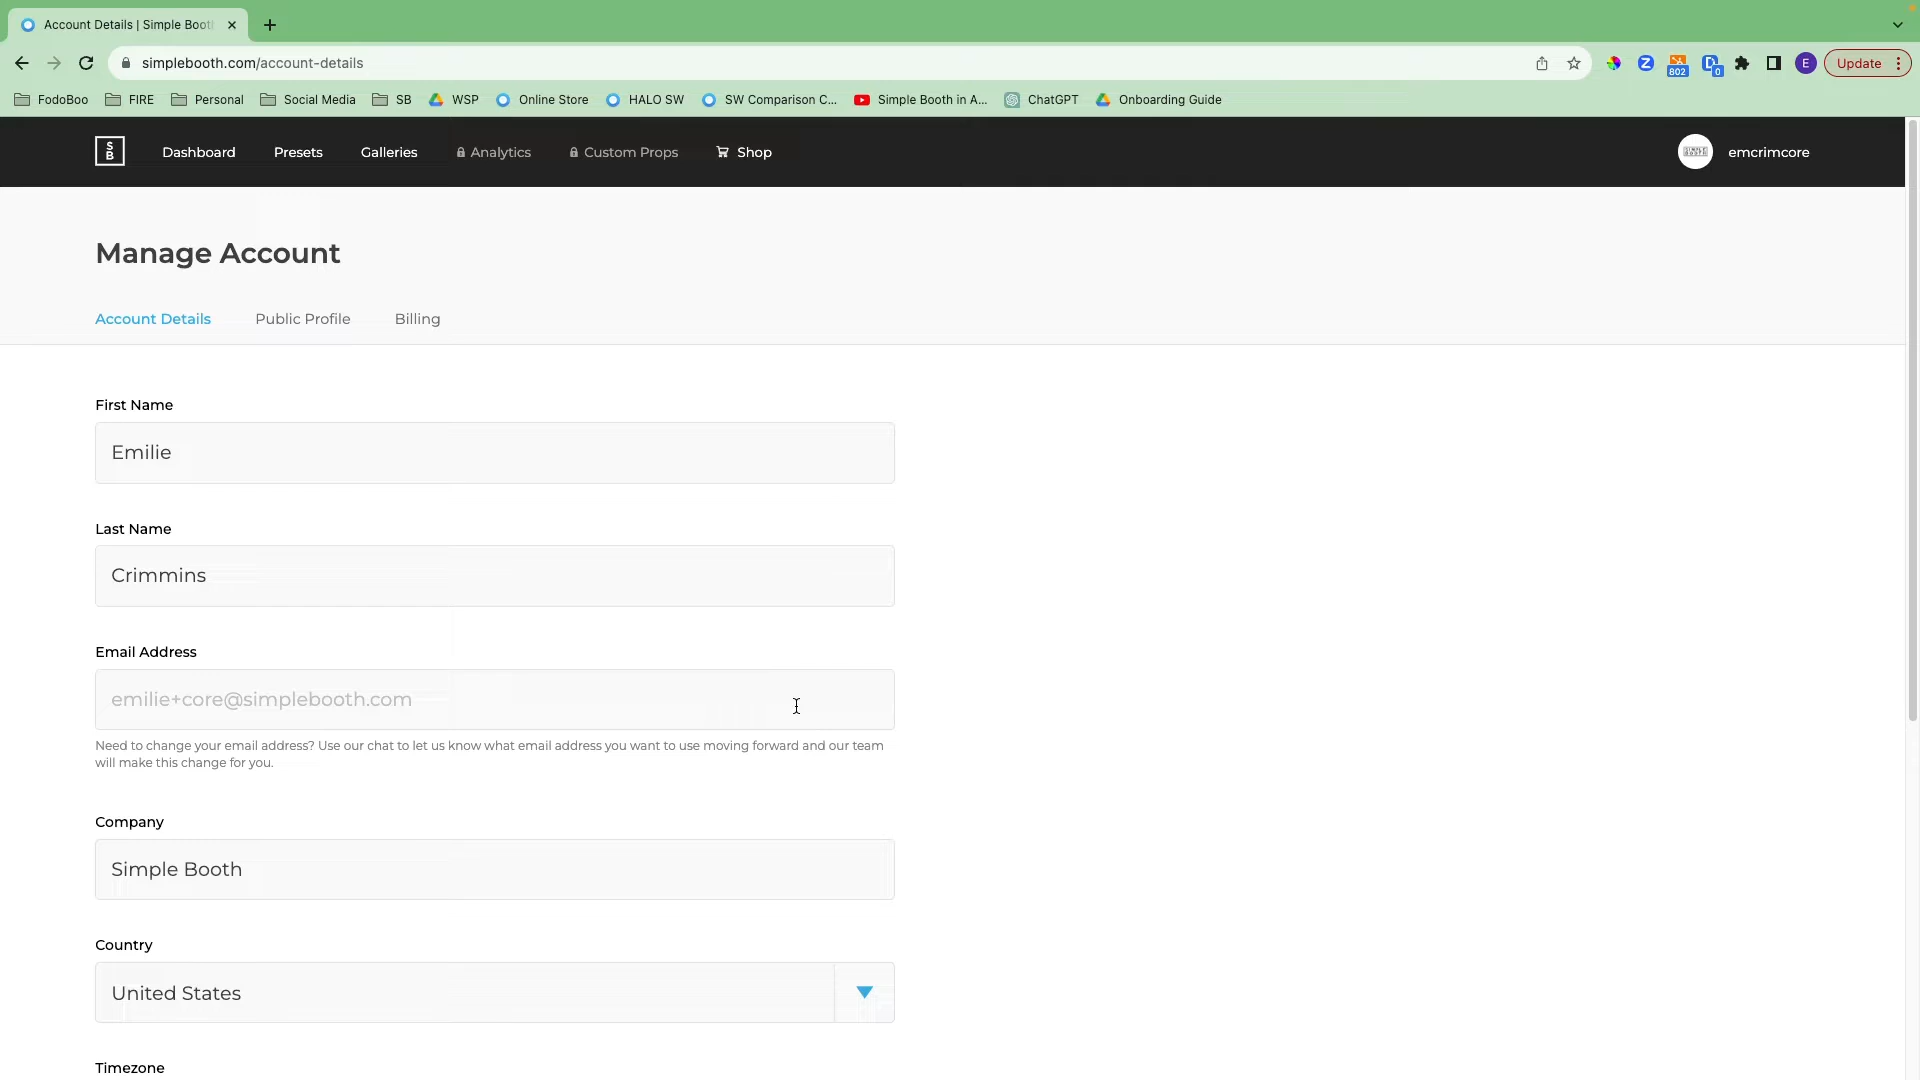 Account Details | Simple Boot
simplebooth.com/account-details
802
0
E
Update
FodoBoo
FIRE
Personal
Social Media
SB
WSP
Online Store
HALO SW
SW Comparison C...
Simple Booth in A...
ChatGPT
Onboarding Guide
S
B
Dashboard
Presets
Galleries
Analytics
Custom Props
Shop
emcrimcore
Manage Account
Account Details
Public Profile
Billing
First Name
Emilie
Last Name
Crimmins
Email Address
emilie+core@simplebooth.com
Need to change your email address? Use our chat to let us know what email address you want to use moving forward and our team
will make this change for you.
Company
Simple Booth
Country
United States
Timezone